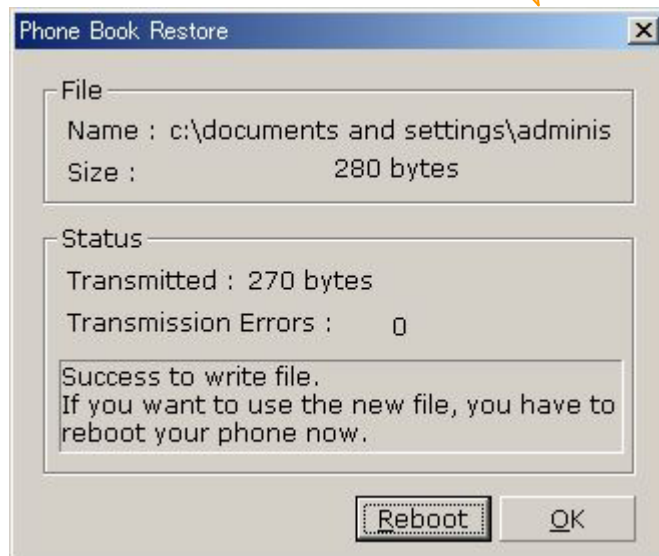 Phone Book Restore
File
Name : c:\documents and settings\adminis
Size : 280 bytes
Status
Transmitted : 270 bytes
Transmission Errors : 0
Success to write file.
If you want to use the new file, you have to
reboot your phone now.
Reboot OK